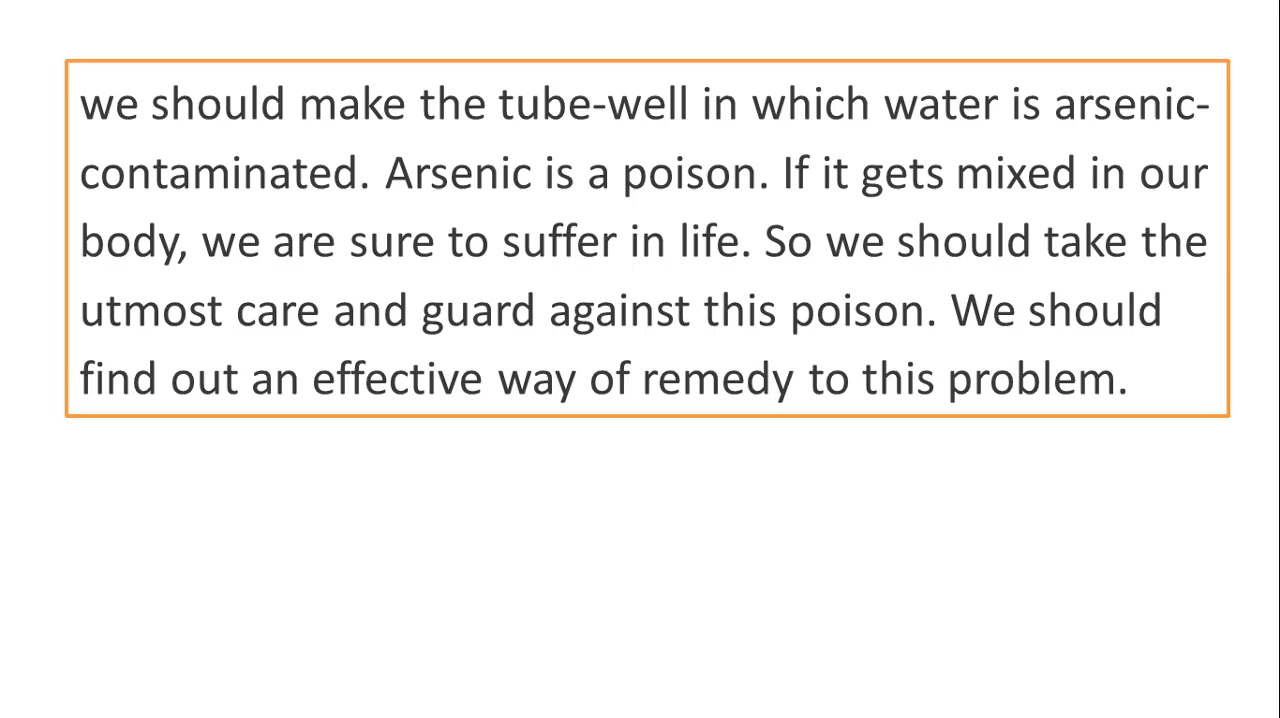 we should make the tube-well in which water is arsenic-
contaminated. Arsenic is a poison. If it gets mixed in our
body, we are sure to suffer in life. So we should take the
utmost care and guard against this poison. We should
find out an effective way of remedy to this problem.